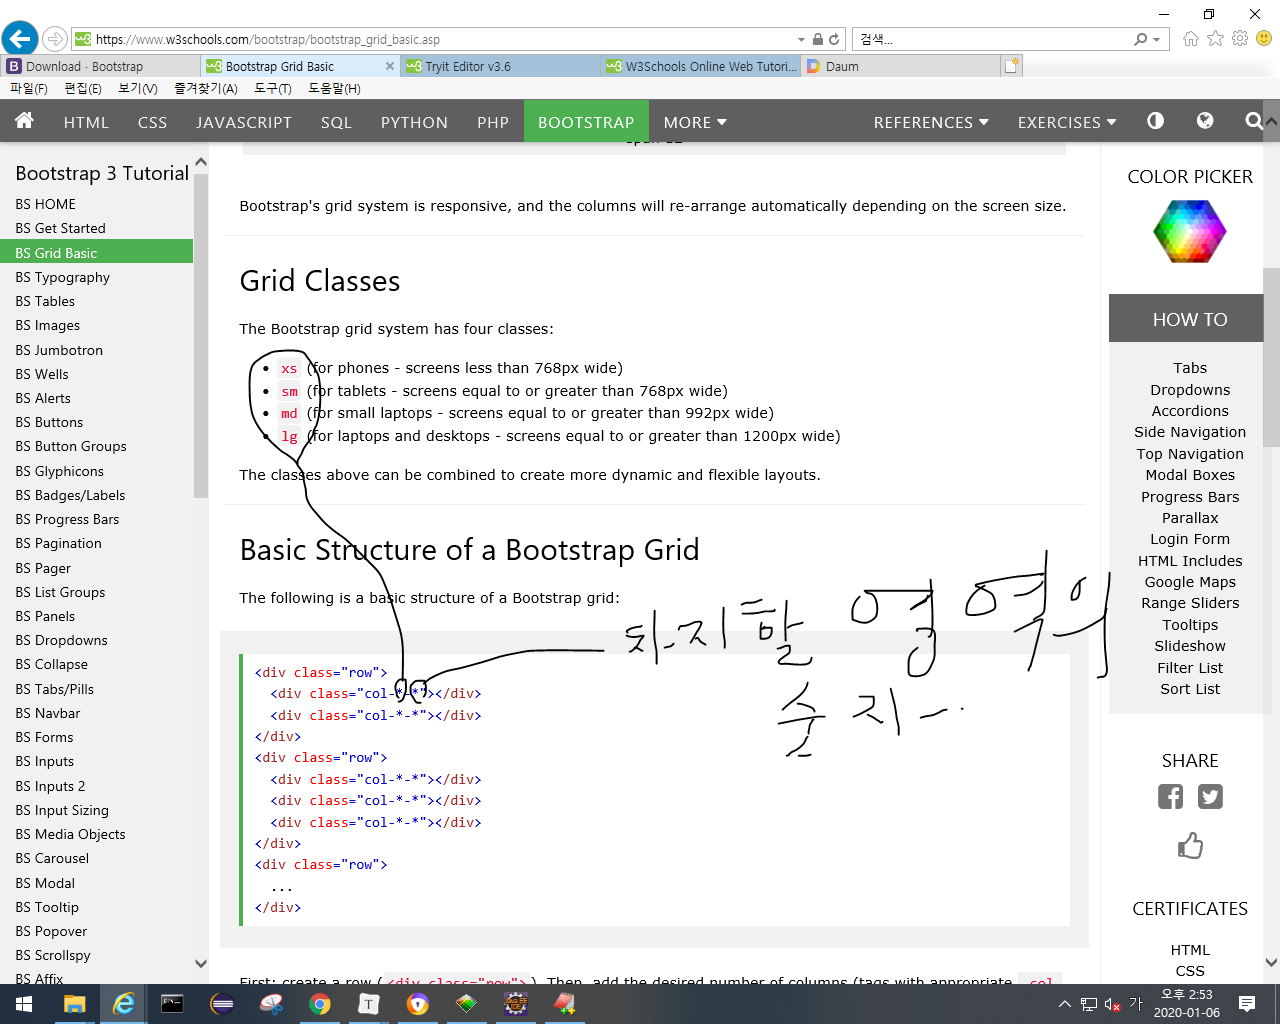 https://www.w3schools.com/bootstrap/bootstrap_grid_basic.asp
검색...
Download · Bootstrap
Bootstrap Grid Basic
Tryit Editor v3.6
W3Schools Online Web Tutori...
Daum
파일(F) 편집(E) 보기(V) 즐겨찾기(A) 도구(T) 도움말(H)
HTML CSS JAVASCRIPT SQL PYTHON PHP BOOTSTRAP MORE REFERENCES EXERCISES
Bootstrap 3 Tutorial
BS HOME
BS Get Started
BS Grid Basic
BS Typography
BS Tables
BS Images
BS Jumbotron
BS Wells
BS Alerts
BS Buttons
BS Button Groups
BS Glyphicons
BS Badges/Labels
BS Progress Bars
BS Pagination
BS Pager
BS List Groups
BS Panels
BS Dropdowns
BS Collapse
BS Tabs/Pills
BS Navbar
BS Forms
BS Inputs
BS Inputs 2
BS Input Sizing
BS Media Objects
BS Carousel
BS Modal
BS Tooltip
BS Popover
BS Scrollspy
BS Affix
Bootstrap's grid system is responsive, and the columns will re-arrange automatically depending on the screen size.
Grid Classes
The Bootstrap grid system has four classes:
• xs (for phones - screens less than 768px wide)
• sm (for tablets - screens equal to or greater than 768px wide)
• md (for small laptops - screens equal to or greater than 992px wide)
• lg (for laptops and desktops - screens equal to or greater than 1200px wide)
The classes above can be combined to create more dynamic and flexible layouts.
Basic Structure of a Bootstrap Grid
The following is a basic structure of a Bootstrap grid:
차지할 영역의
숫자
<div class="row">
<div class="col-*-*"></div>
<div class="col-*-*"></div>
</div>
<div class="row">
<div class="col-*-*"></div>
<div class="col-*-*"></div>
<div class="col-*-*"></div>
</div>
<div class="row">
...
</div>
First: create a row (<div class="row">). Then, add the desired number of columns (tags with appropriate .col-
COLOR PICKER
HOW TO
Tabs
Dropdowns
Accordions
Side Navigation
Top Navigation
Modal Boxes
Progress Bars
Parallax
Login Form
HTML Includes
Google Maps
Range Sliders
Tooltips
Slideshow
Filter List
Sort List
SHARE
CERTIFICATES
HTML
CSS
가
오후 2:53
2020-01-06